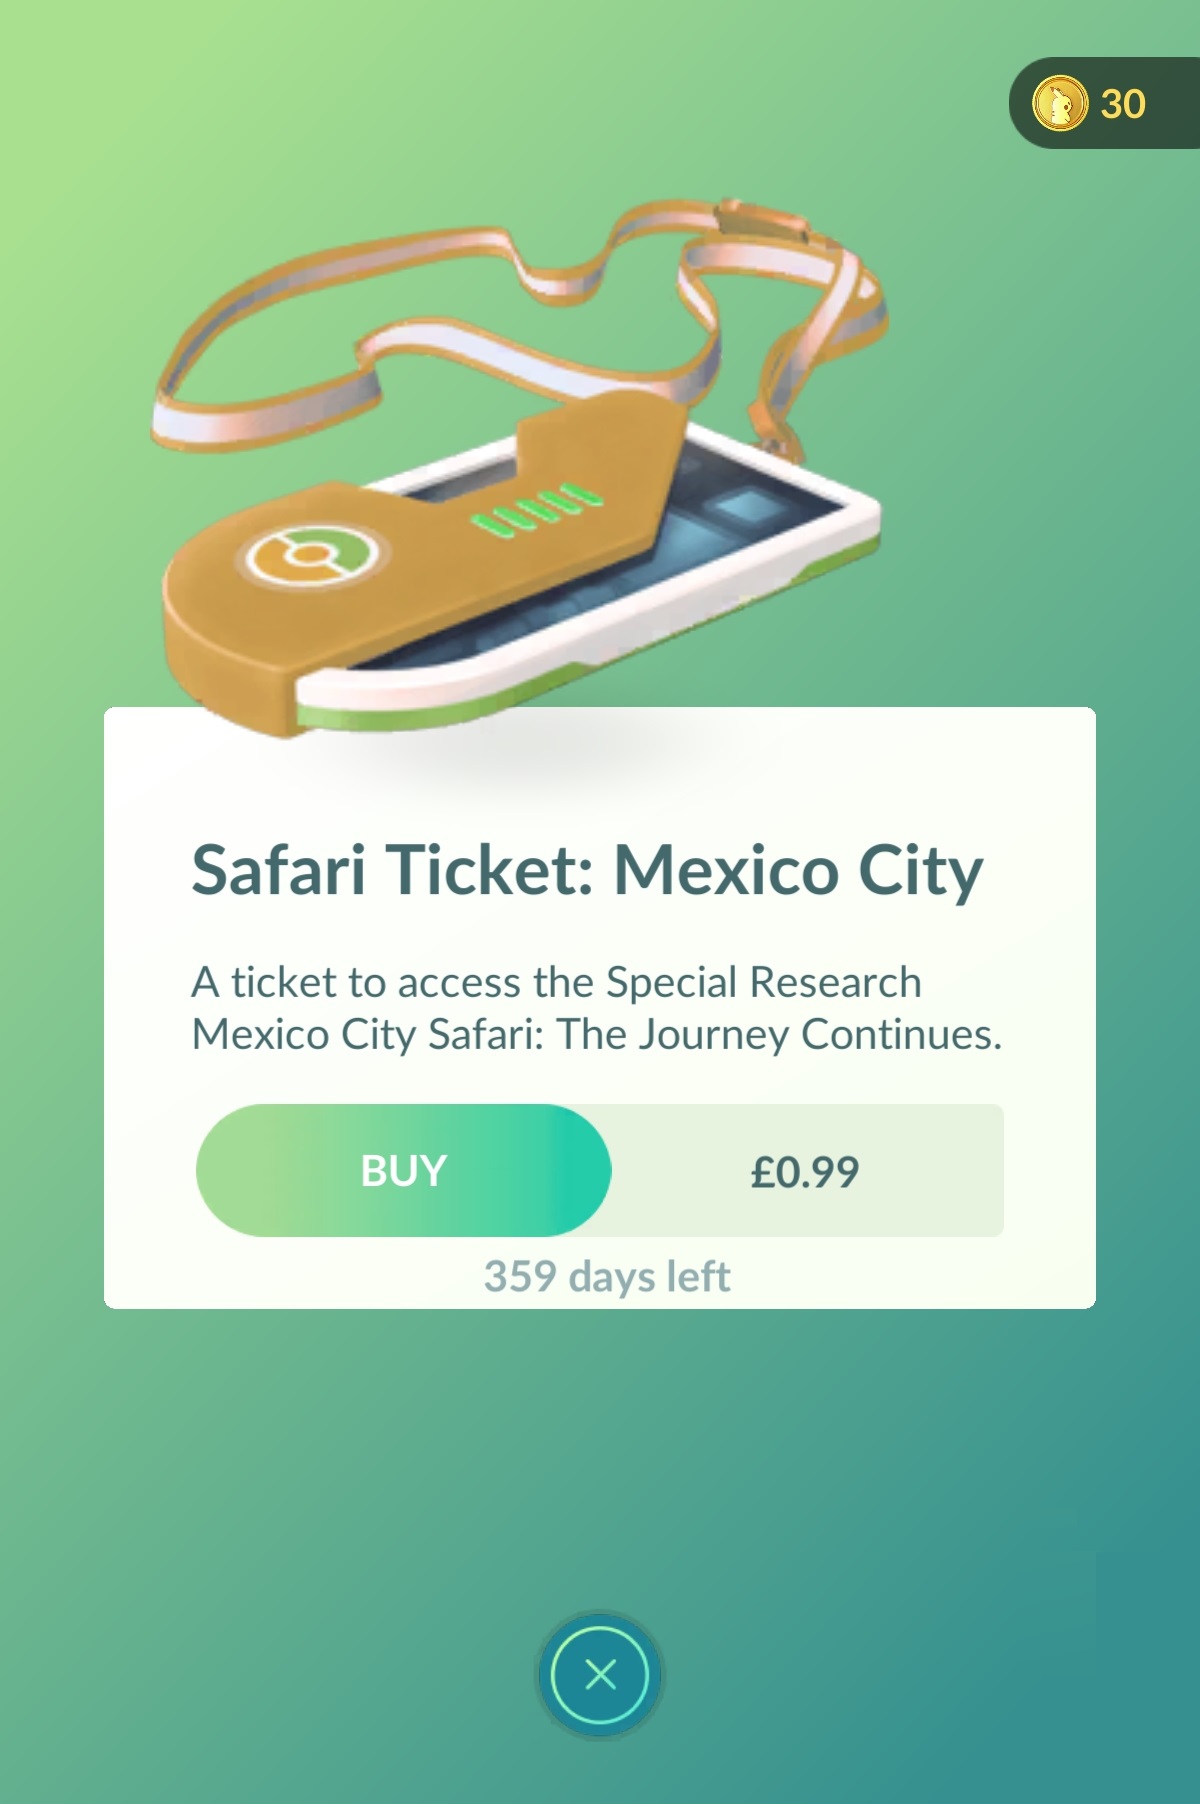 30
Safari Ticket: Mexico City
A ticket to access the Special Research
Mexico City Safari: The Journey Continues.
BUY
£0.99
359 days left